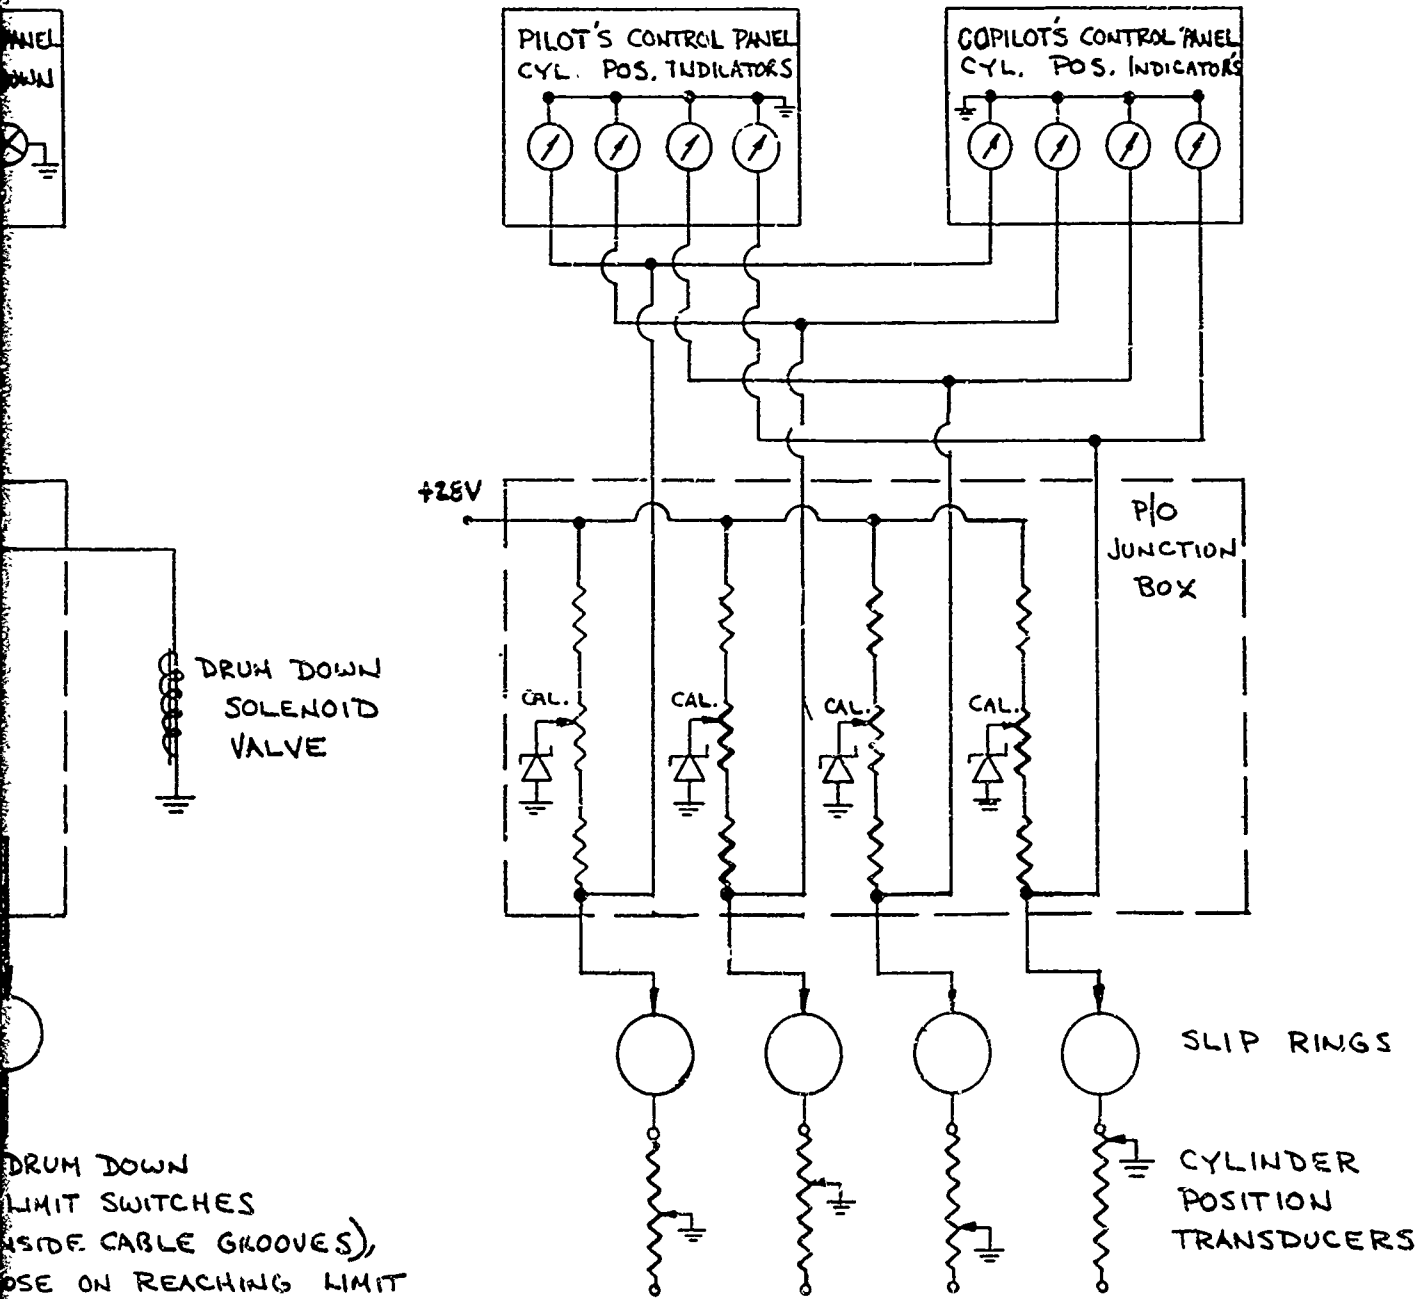 PILOT'S CONTROL PANEL
CYL. POS. INDICATORS
COPILOT'S CONTROL PANEL
CYL. POS. INDICATORS
+28V
P/O
JUNCTION
BOX
DRUM DOWN
SOLENOID
VALVE
CAL.
CAL.
CAL.
CAL.
SLIP RINGS
CYLINDER
POSITION
TRANSDUCERS
DRUM DOWN
LIMIT SWITCHES
CABLE GROOVES),
ON REACHING LIMIT